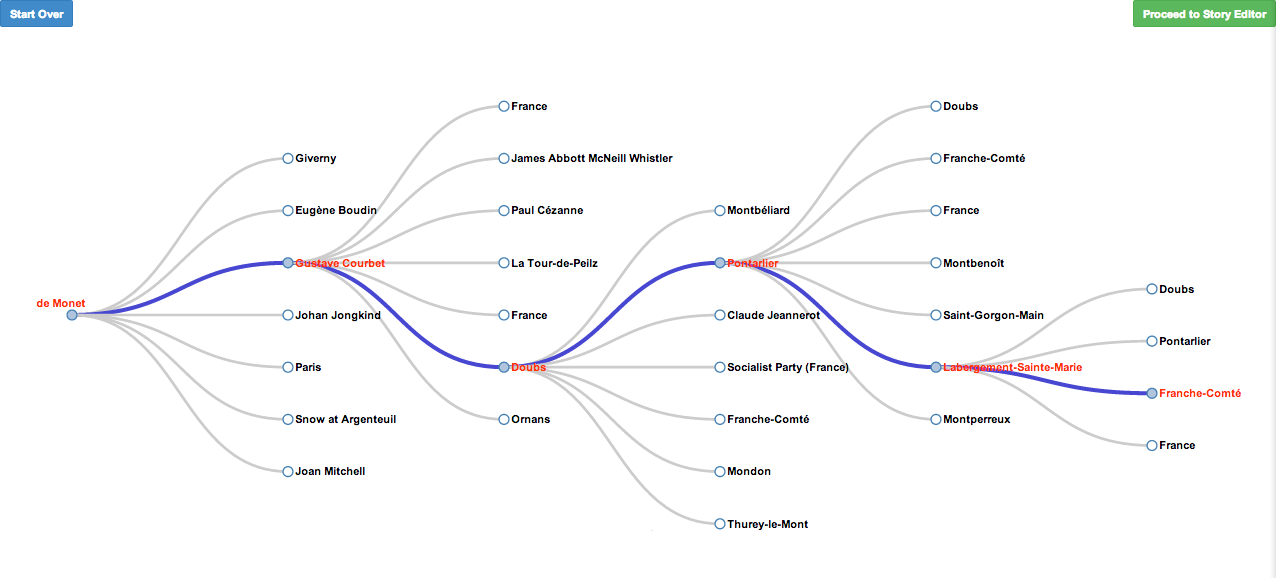 Start Over
Proceed to Story Editor
de Monet
Giverny
Eugène Boudin
Gustave Courbet
Johan Jongkind
Paris
Snow at Argenteuil
Joan Mitchell
France
James Abbott McNeill Whistler
Paul Cézanne
La Tour-de-Peilz
France
Doubs
Ornans
Montbéliard
Pontarlier
Claude Jeannerot
Socialist Party (France)
Franche-Comté
Mondon
Thurey-le-Mont
Doubs
Franche-Comté
France
Montbenoît
Saint-Gorgon-Main
Labergement-Sainte-Marie
Montperreux
Doubs
Pontarlier
Franche-Comté
France